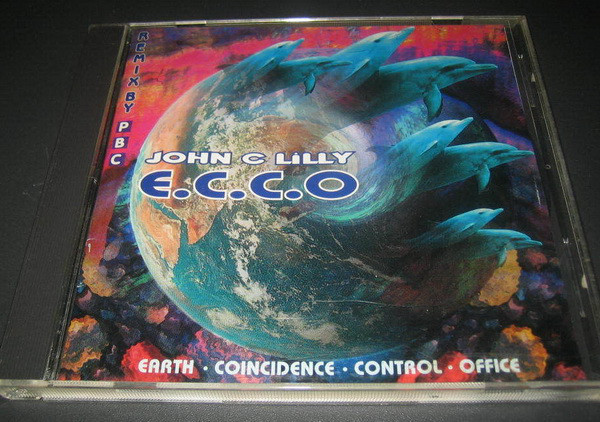 REMIX BY PBC
JOHN C LiLLY
E.C.C.O
EARTH · COINCIDENCE · CONTROL · OFFICE